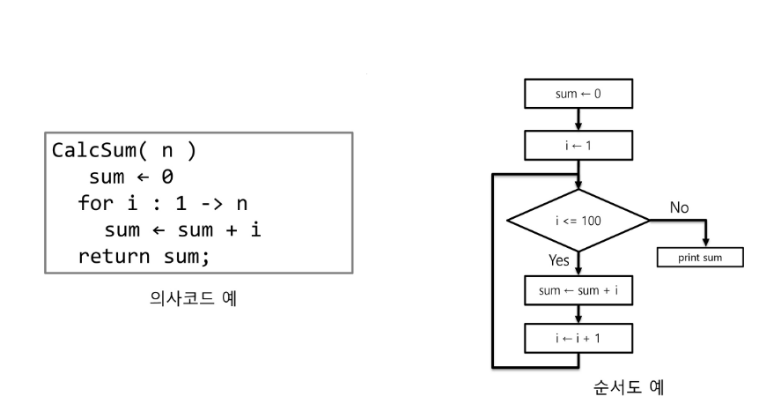 CalcSum( n )
sum ← 0
for i : 1 -> n
sum ← sum + i
return sum;
의사코드 예
sum ← 0
i ← 1
i <= 100
No
print sum
Yes
sum ← sum + i
i ← i + 1
순서도 예